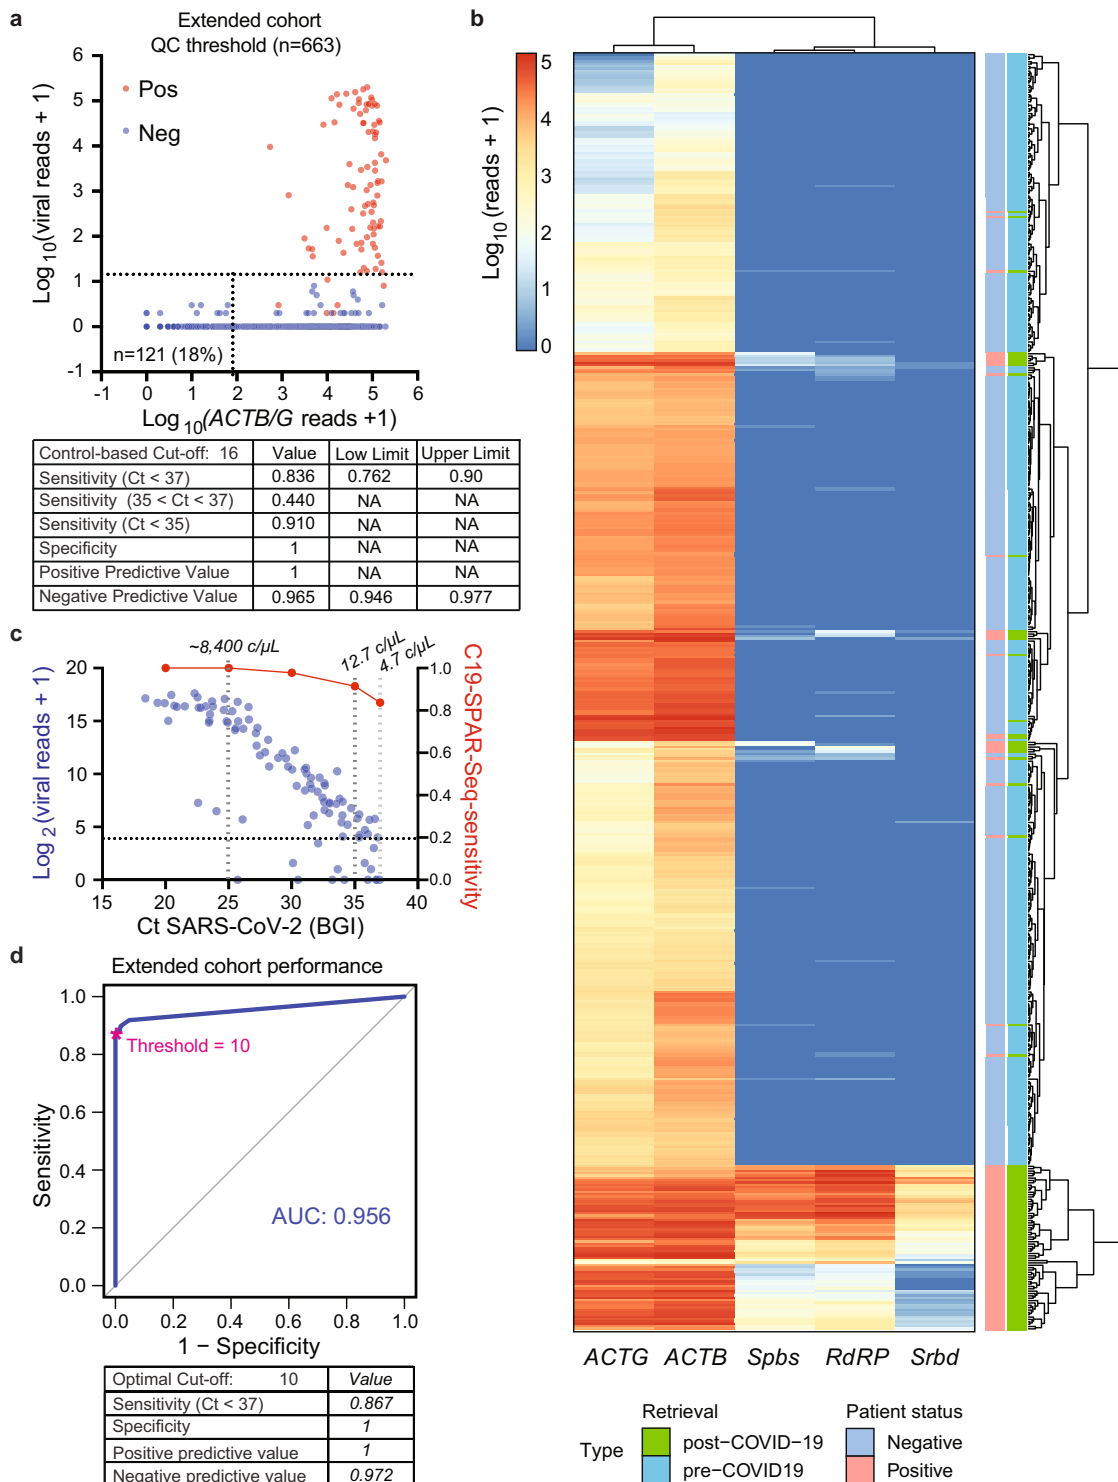 a
Extended cohort
QC threshold (n=663)
Log10(viral reads + 1)
6
5
4
3
2
1
0
-1
Pos
Neg
n=121 (18%)
-1 0 1 2 3 4 5 6
Log10(ACTB/G reads +1)
Control-based Cut-off: 16 Value Low Limit Upper Limit
Sensitivity (Ct < 37) 0.836 0.762 0.90
Sensitivity (35 < Ct < 37) 0.440 NA NA
Sensitivity (Ct < 35) 0.910 NA NA
Specificity 1 NA NA
Positive Predictive Value 1 NA NA
Negative Predictive Value 0.965 0.946 0.977
b
5
4
3
2
1
0
Log10(reads + 1)
ACTG ACTB Spbs RdRP Srbd
Type
Retrieval
post-COVID-19
pre-COVID19
Patient status
Negative
Positive
c
~8,400 c/µL
12.7 c/µL
4.7 c/µL
Log2(viral reads + 1)
20
15
10
5
0
1.0
0.8
0.6
0.4
0.2
0.0
C19-SPAR-Seq-sensitivity
15 20 25 30 35 40
Ct SARS-CoV-2 (BGI)
d
Extended cohort performance
Sensitivity
1.0
0.8
0.6
0.4
0.2
0.0
Threshold = 10
AUC: 0.956
0.0 0.2 0.4 0.6 0.8 1.0
1 − Specificity
Optimal Cut-off: 10 Value
Sensitivity (Ct < 37) 0.867
Specificity 1
Positive predictive value 1
Negative predictive value 0.972